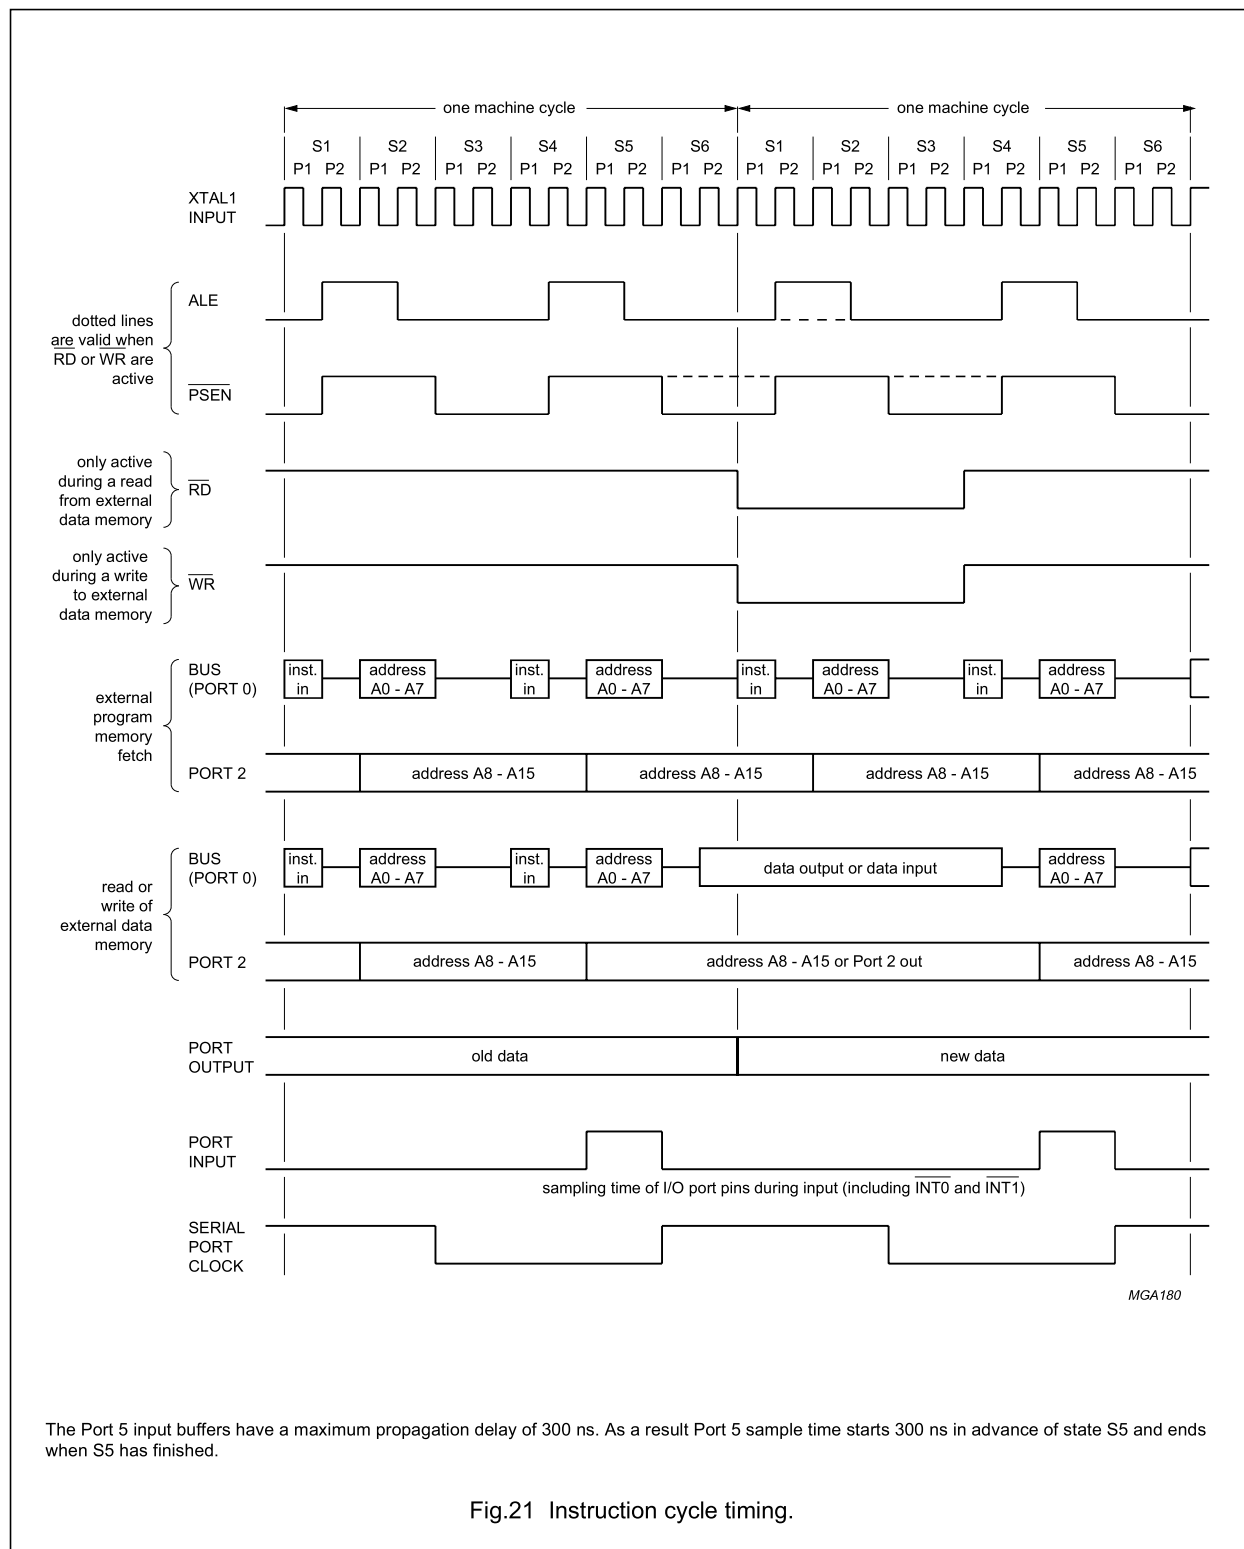 one machine cycle one machine cycle
S1 S2 S3 S4 S5 S6 S1 S2 S3 S4 S5 S6
P1 P2 P1 P2 P1 P2 P1 P2 P1 P2 P1 P2 P1 P2 P1 P2 P1 P2 P1 P2 P1 P2 P1 P2
XTAL1
INPUT
dotted lines
are valid when
RD or WR are
active
ALE
PSEN
only active
during a read
from external
data memory
RD
only active
during a write
to external
data memory
WR
external
program
memory
fetch
BUS
(PORT 0)
inst.
in
address
A0 - A7
inst.
in
address
A0 - A7
inst.
in
address
A0 - A7
inst.
in
address
A0 - A7
PORT 2
address A8 - A15 address A8 - A15 address A8 - A15 address A8 - A15
read or
write of
external data
memory
BUS
(PORT 0)
inst.
in
address
A0 - A7
inst.
in
address
A0 - A7
data output or data input
address
A0 - A7
PORT 2
address A8 - A15 address A8 - A15 or Port 2 out address A8 - A15
PORT
OUTPUT
old data new data
PORT
INPUT
sampling time of I/O port pins during input (including INT0 and INT1)
SERIAL
PORT
CLOCK
MGA180
The Port 5 input buffers have a maximum propagation delay of 300 ns. As a result Port 5 sample time starts 300 ns in advance of state S5 and ends
when S5 has finished.
Fig.21 Instruction cycle timing.